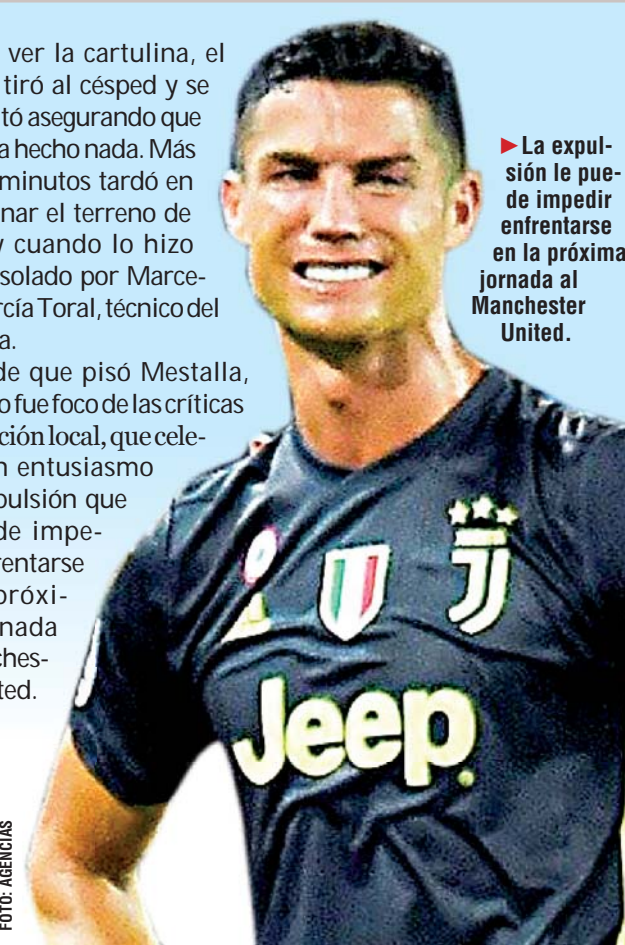 ver la cartulina, el
tiró al césped y se
tó asegurando que
a hecho nada. Más
minutos tardó en
nar el terreno de
y cuando lo hizo
solado por Marce-
rcía Toral, técnico del
a.
de que pisó Mestalla,
o fue foco de las críticas
ción local, que cele-
n entusiasmo
pulsión que
de impe-
rentarse
próxi-
nada
ches-
ted.
►La expul-
sión le pue-
de impedir
enfrentarse
en la próxima
jornada al
Manchester
United.
Jeep
FOTO: AGENCIAS